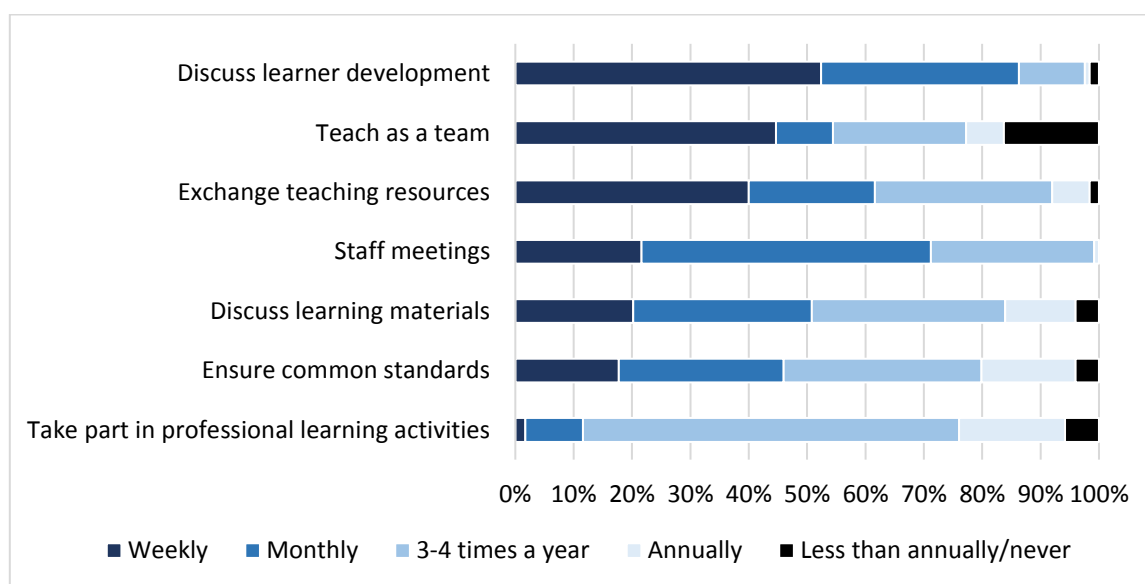 Discuss learner development
Teach as a team
Exchange teaching resources
Staff meetings
Discuss learning materials
Ensure common standards
Take part in professional learning activities
0% 10% 20% 30% 40% 50% 60% 70% 80% 90% 100%
Weekly Monthly 3-4 times a year Annually Less than annually/never